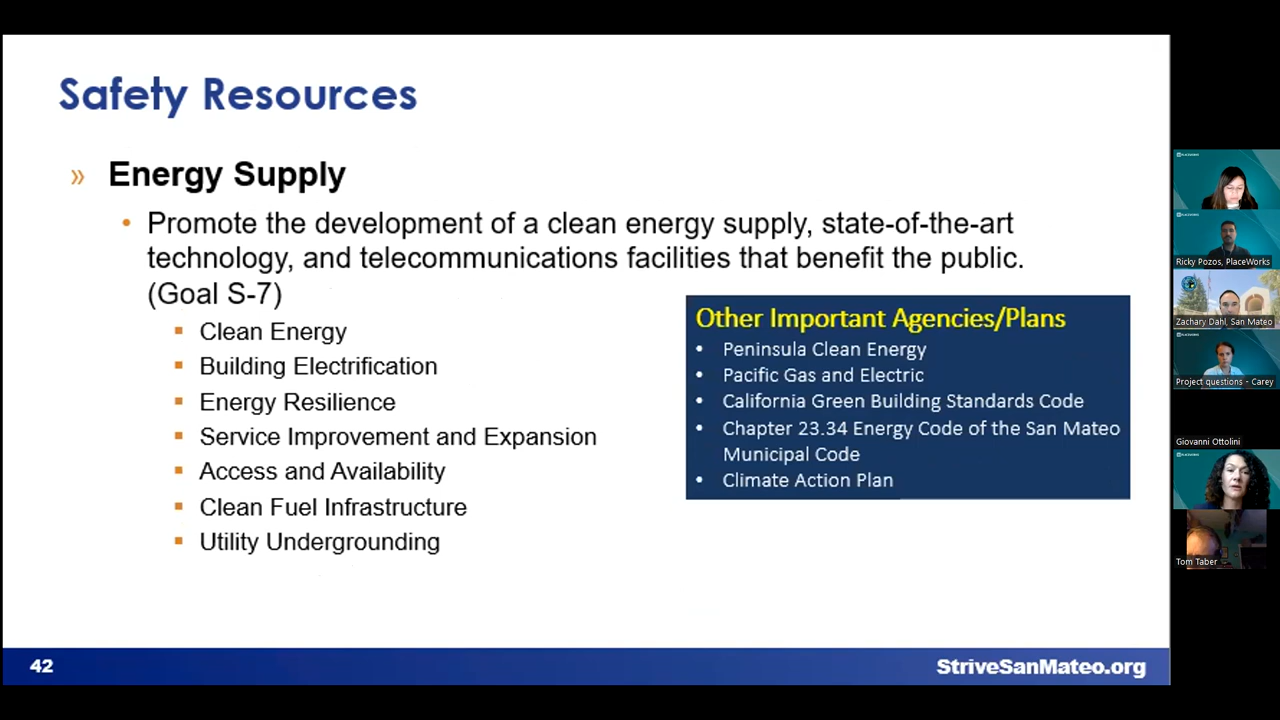 Safety Resources
» Energy Supply
• Promote the development of a clean energy supply, state-of-the-art
technology, and telecommunications facilities that benefit the public.
(Goal S-7)
▪ Clean Energy
▪ Building Electrification
▪ Energy Resilience
▪ Service Improvement and Expansion
▪ Access and Availability
▪ Clean Fuel Infrastructure
▪ Utility Undergrounding
Other Important Agencies/Plans
• Peninsula Clean Energy
• Pacific Gas and Electric
• California Green Building Standards Code
• Chapter 23.34 Energy Code of the San Mateo
Municipal Code
• Climate Action Plan
42
StriveSanMateo.org
PLACEWORKS
PLACEWORKS
Ricky Pozos, PlaceWorks
Zachary Dahl, San Mateo
PLACEWORKS
Project questions - Carey
Giovanni Ottolini
PLACEWORKS
Tom Taber